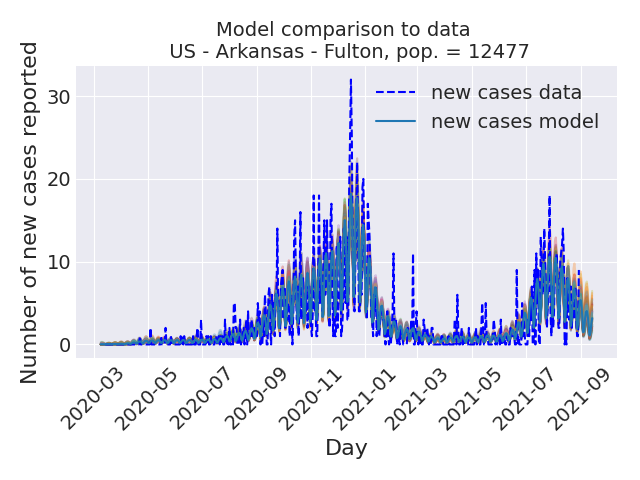 Model comparison to data
US - Arkansas - Fulton, pop. = 12477
Number of new cases reported
30
20
10
0
new cases data
new cases model
2020-03
2020-05
2020-07
2020-09
2020-11
2021-01
2021-03
2021-05
2021-07
2021-09
Day